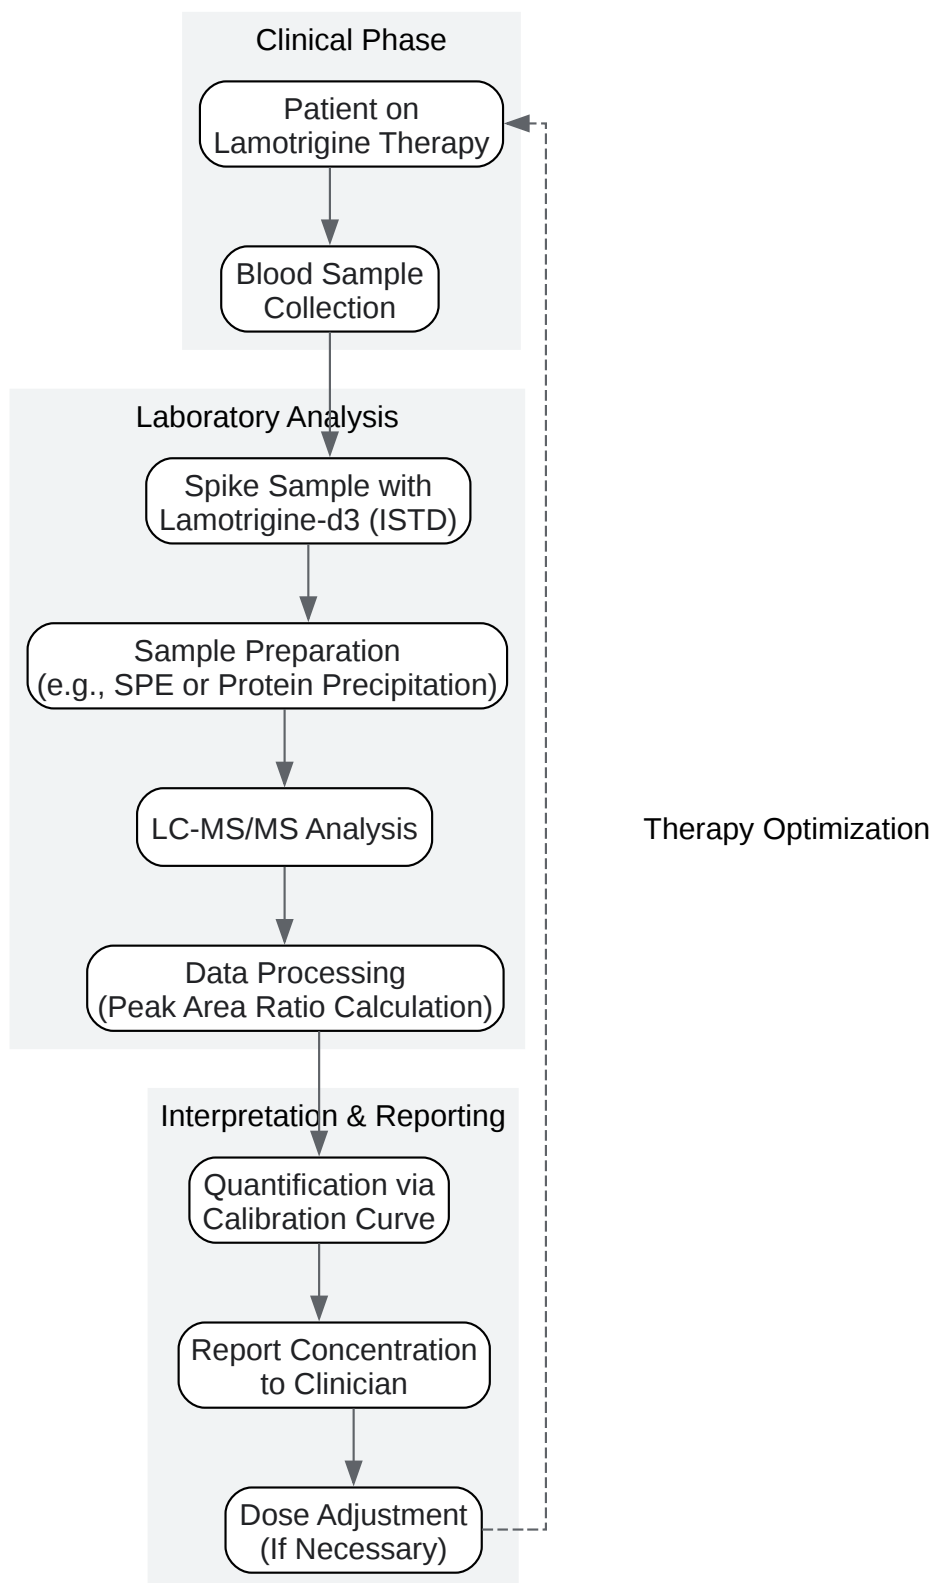 Clinical Phase
Patient on
Lamotrigine Therapy
Blood Sample
Collection
Laboratory Analysis
Spike Sample with
Lamotrigine-d3 (ISTD)
Sample Preparation
(e.g., SPE or Protein Precipitation)
LC-MS/MS Analysis
Therapy Optimization
Data Processing
(Peak Area Ratio Calculation)
Interpretation & Reporting
Quantification via
Calibration Curve
Report Concentration
to Clinician
Dose Adjustment
(If Necessary)